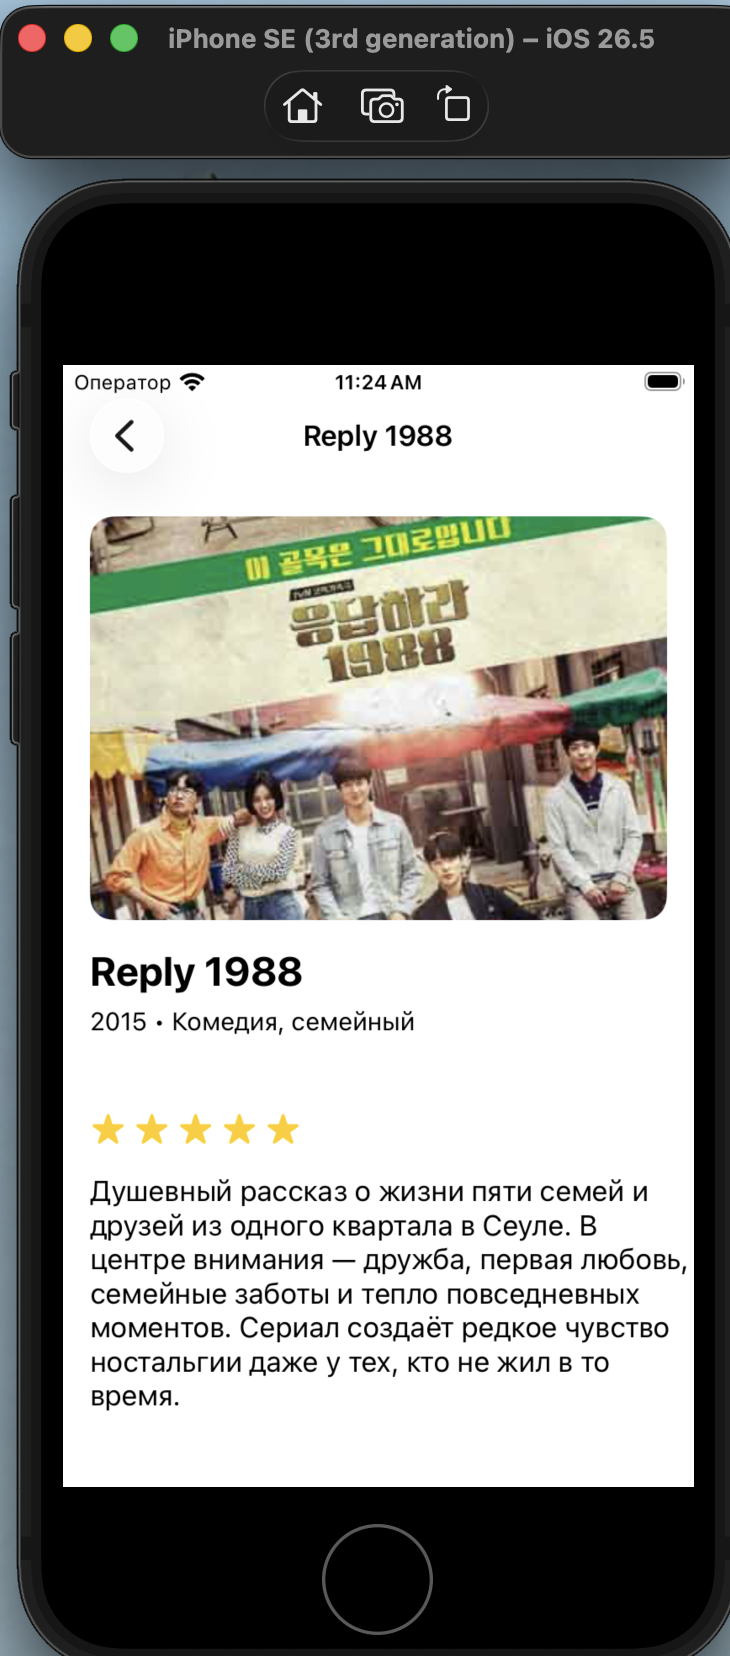 iPhone SE (3rd generation) – iOS 26.5
Оператор 11:24 AM
Reply 1988
이 골목은 그대로입니다
응답하라
1988
Reply 1988
2015 • Комедия, семейный
Душевный рассказ о жизни пяти семей и
друзей из одного квартала в Сеуле. В
центре внимания — дружба, первая любовь,
семейные заботы и тепло повседневных
моментов. Сериал создаёт редкое чувство
ностальгии даже у тех, кто не жил в то
время.